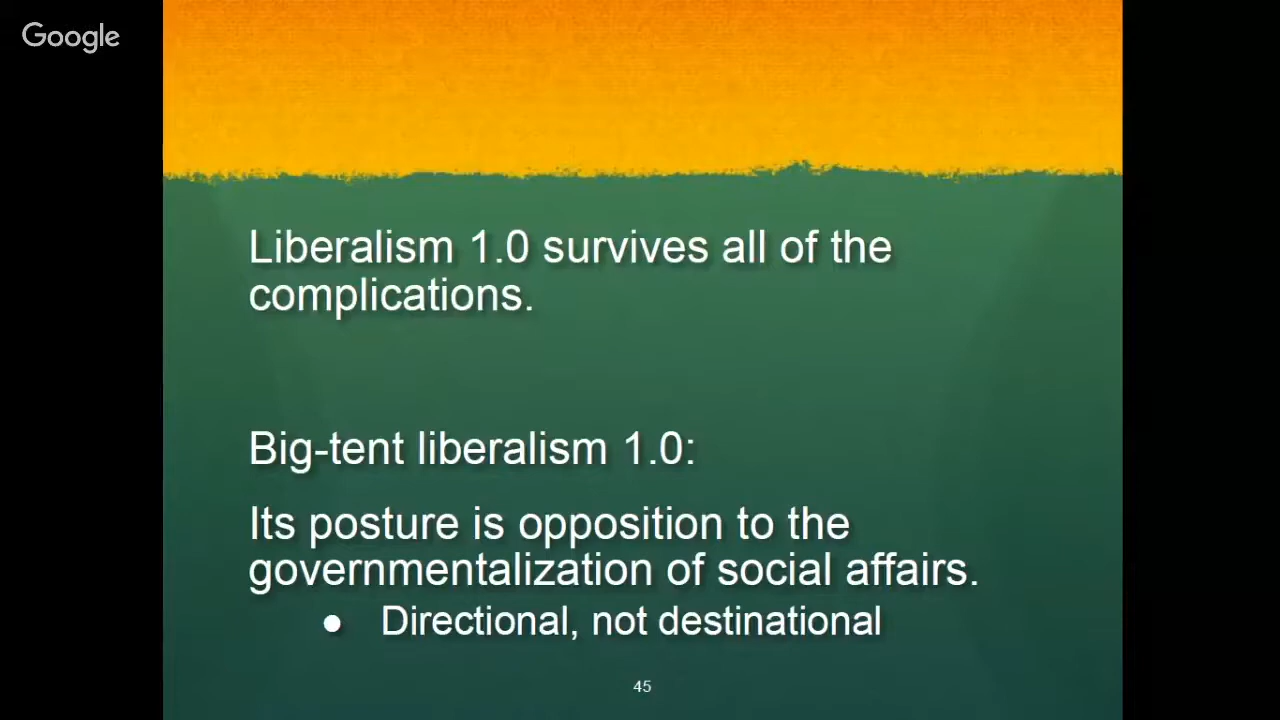 Google
Liberalism 1.0 survives all of the
complications.
Big-tent liberalism 1.0:
Its posture is opposition to the
governmentalization of social affairs.
● Directional, not destinational
45